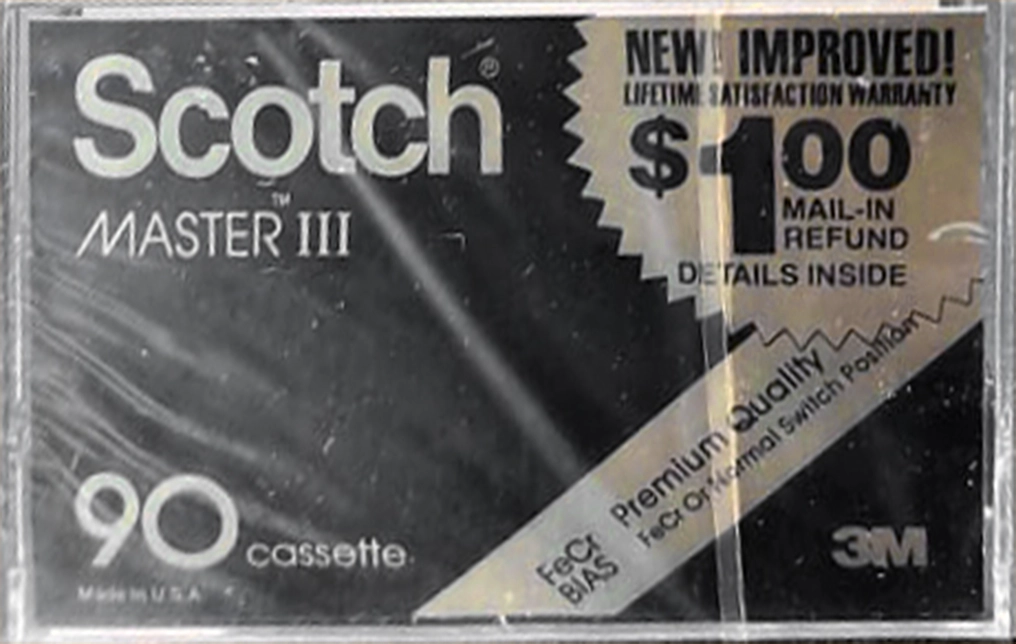 Scotch®
MASTER™ III
NEW! IMPROVED!
LIFETIME SATISFACTION WARRANTY
$1.00
MAIL-IN
REFUND
DETAILS INSIDE
Premium Quality
FeCr Or Normal Switch Position
FeCr
BIAS
90 cassette
Made in U S A
3M